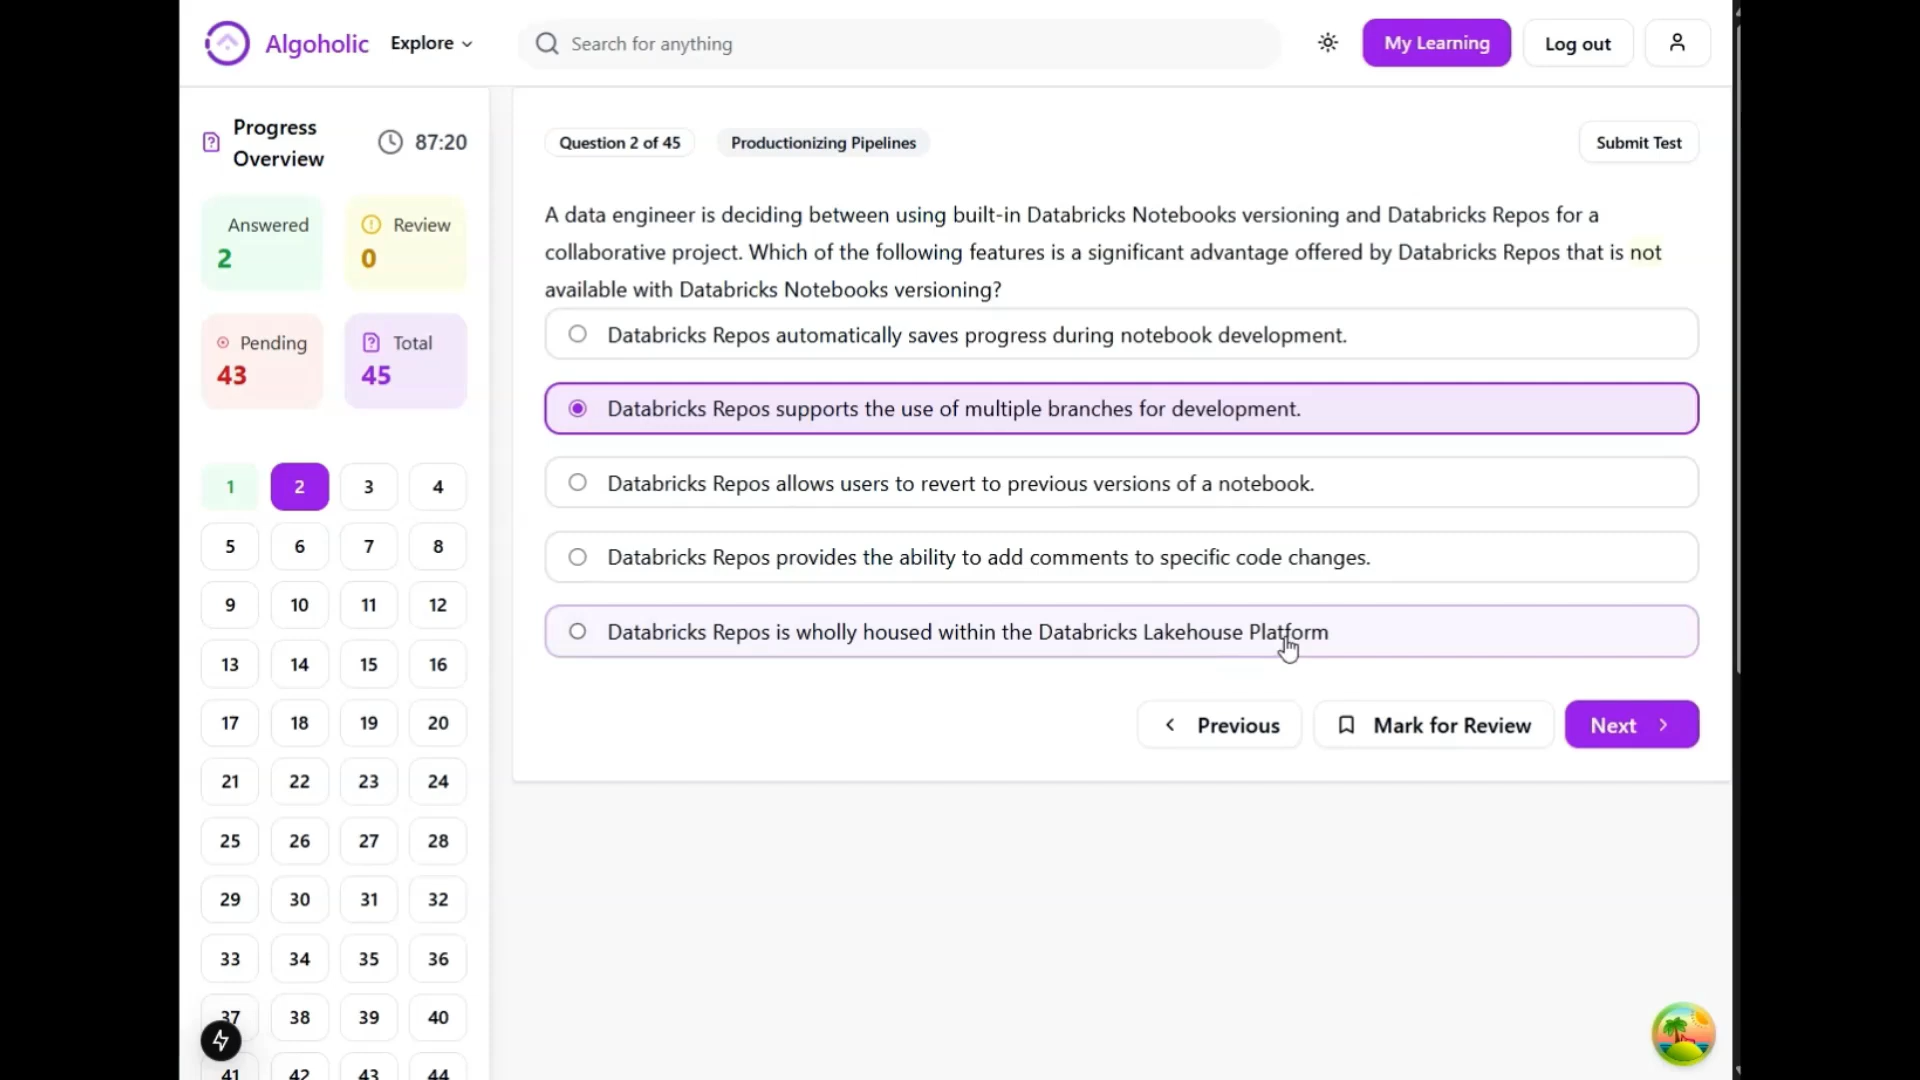 Algoholic
Explore
Search for anything
My Learning
Log out
Progress
Overview
87:20
Answered
2
Review
0
Pending
43
Total
45
1 2 3 4
5 6 7 8
9 10 11 12
13 14 15 16
17 18 19 20
21 22 23 24
25 26 27 28
29 30 31 32
33 34 35 36
37 38 39 40
41 42 43 44
Question 2 of 45
Productionizing Pipelines
Submit Test
A data engineer is deciding between using built-in Databricks Notebooks versioning and Databricks Repos for a
collaborative project. Which of the following features is a significant advantage offered by Databricks Repos that is not
available with Databricks Notebooks versioning?
Databricks Repos automatically saves progress during notebook development.
Databricks Repos supports the use of multiple branches for development.
Databricks Repos allows users to revert to previous versions of a notebook.
Databricks Repos provides the ability to add comments to specific code changes.
Databricks Repos is wholly housed within the Databricks Lakehouse Platform
Previous
Mark for Review
Next